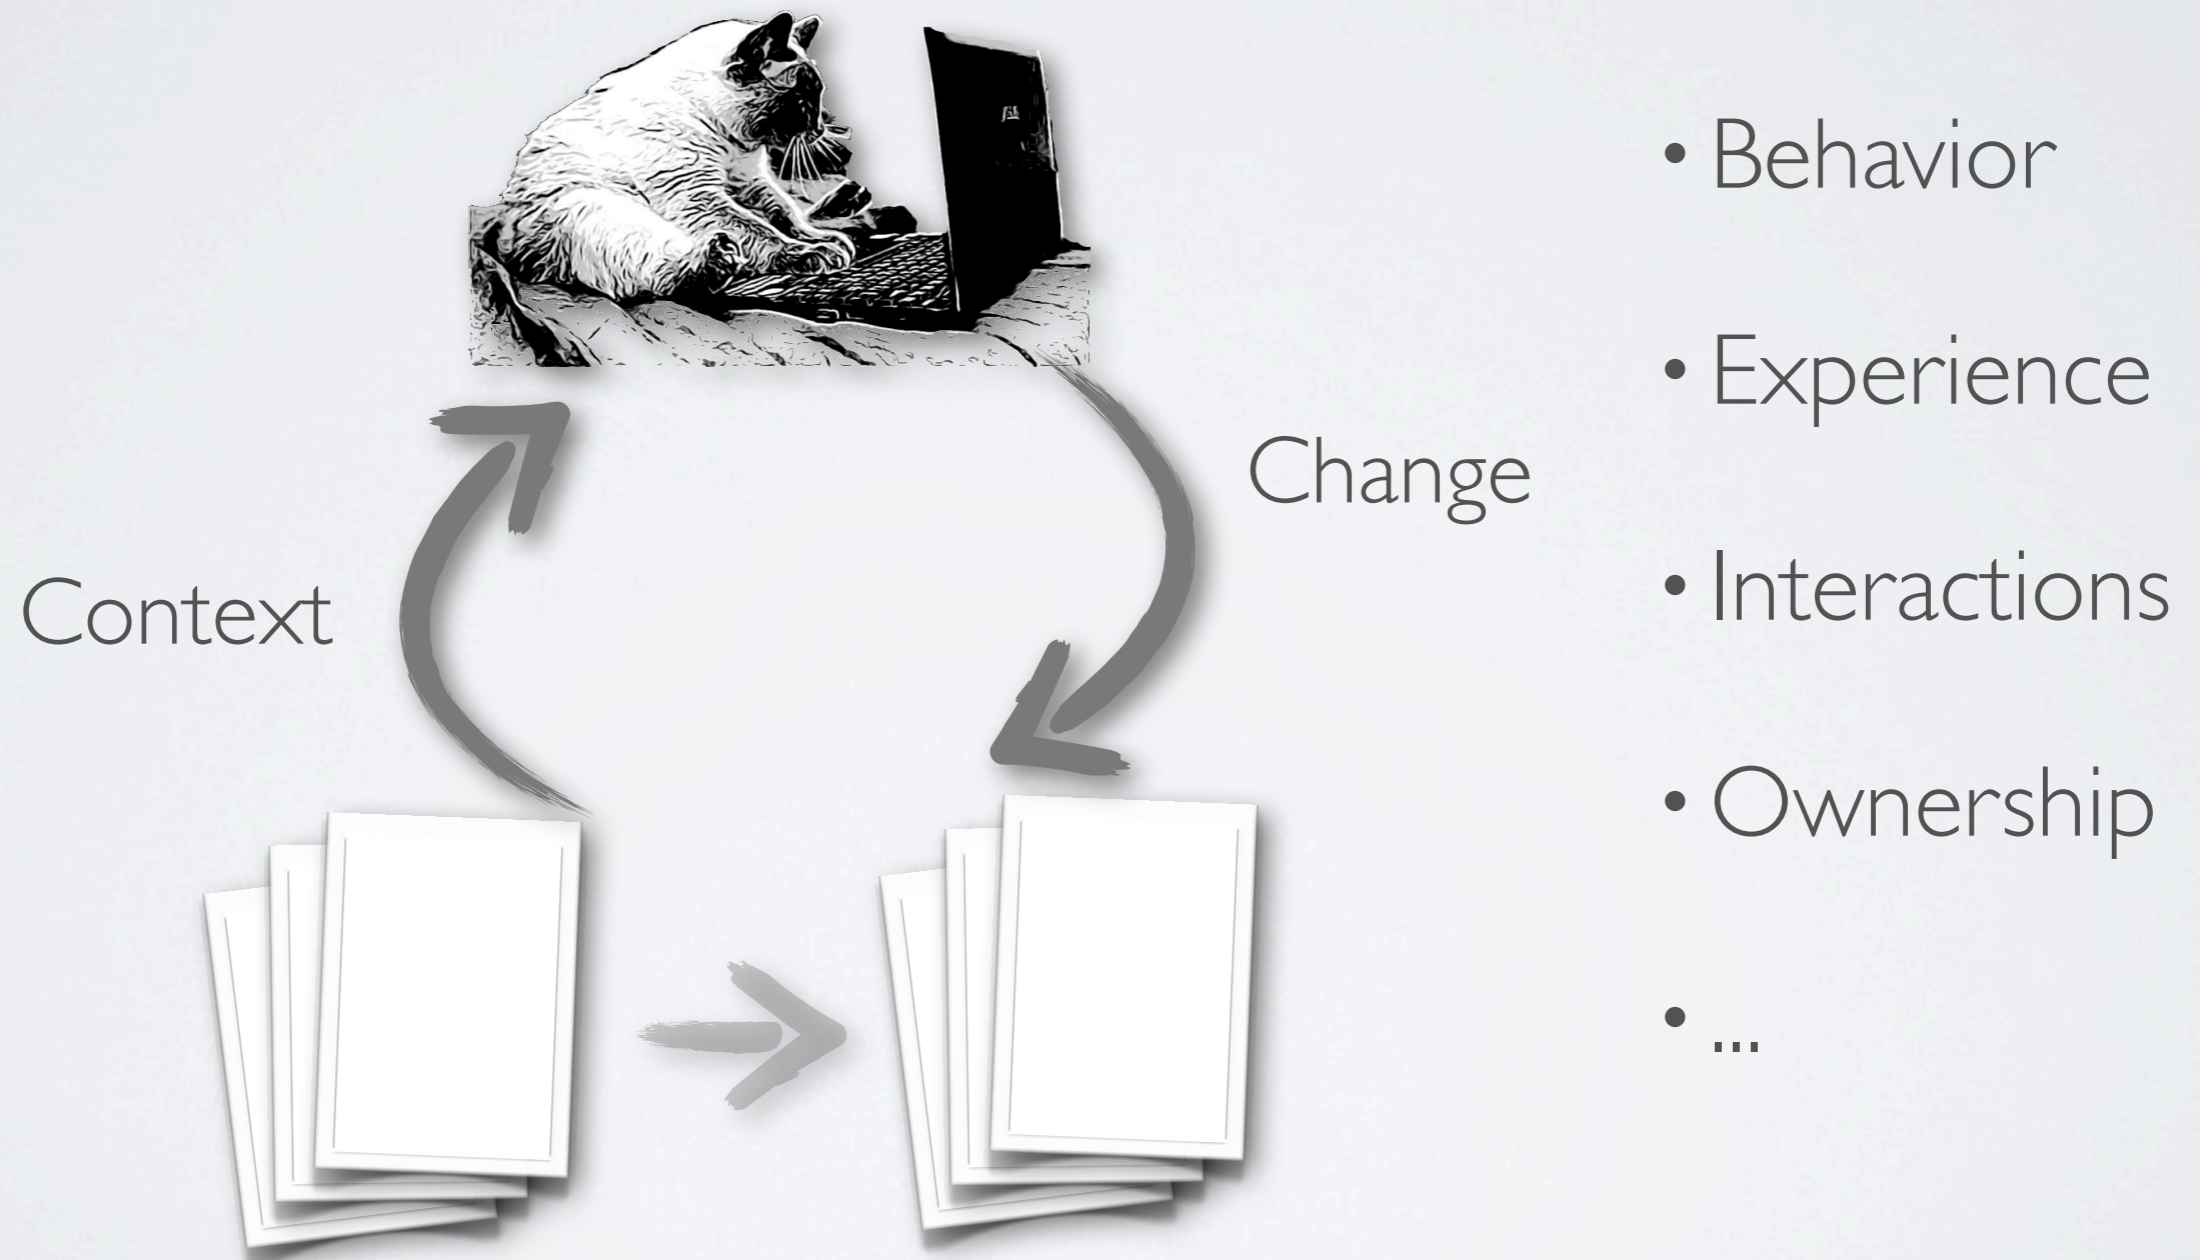 Context
Change
• Behavior
• Experience
• Interactions
• Ownership
• ...